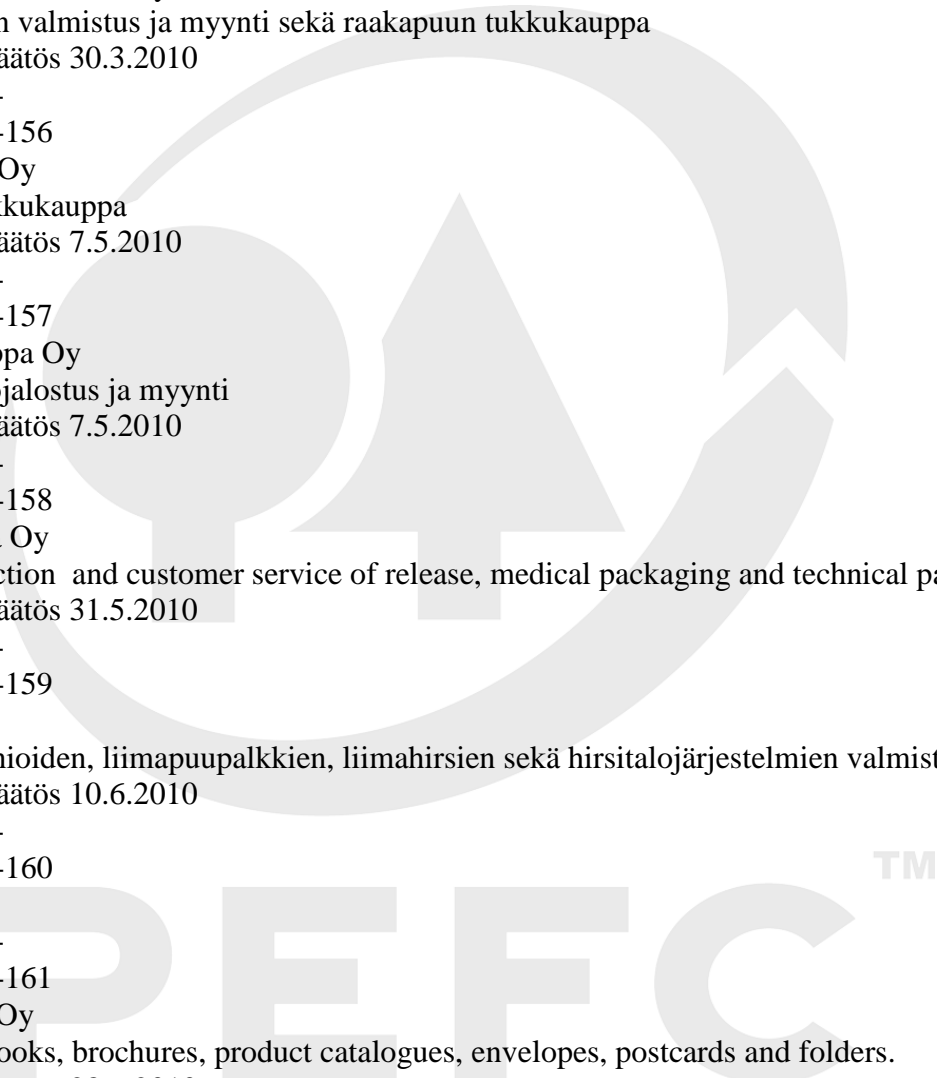 n valmistus ja myynti sekä raakapuun tukkukauppa
äätös 30.3.2010
-
-156
Oy
kkukauppa
äätös 7.5.2010
-
-157
ppa Oy
jalostus ja myynti
äätös 7.5.2010
-
-158
Oy
ction and customer service of release, medical packaging and technical pa
äätös 31.5.2010
-
-159
nioiden, liimapuupalkkien, liimahirsien sekä hirsitalojärjestelmien valmist
äätös 10.6.2010
-
-160
TM
-
-161
Oy
ooks, brochures, product catalogues, envelopes, postcards and folders.
PEFC